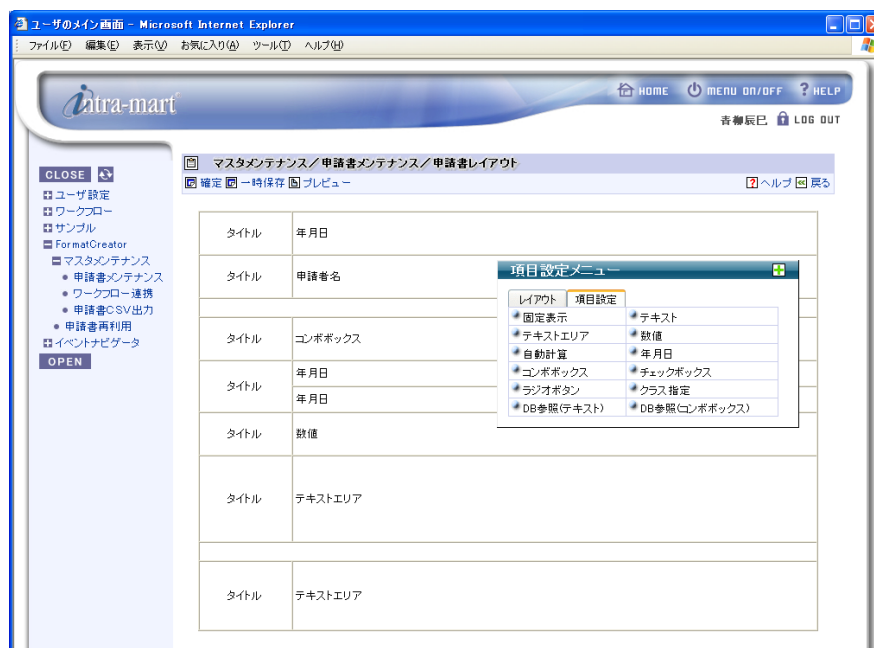 ユーザのメイン画面 - Microsoft Internet Explorer
ファイル(F) 編集(E) 表示(V) お気に入り(A) ツール(T) ヘルプ(H)
intra-mart
HOME MENU ON/OFF ? HELP
青柳辰巳 LOG OUT
CLOSE
ユーザ設定
ワークフロー
サンプル
FormatCreator
マスタメンテナンス
申請書メンテナンス
ワークフロー連携
申請書CSV出力
申請書再利用
イベントナビゲータ
OPEN
マスタメンテナンス/申請書メンテナンス/申請書レイアウト
確定 一時保存 プレビュー ?ヘルプ 戻る
タイトル 年月日
タイトル 申請者名
タイトル コンボボックス
タイトル 年月日
年月日
タイトル 数値
タイトル テキストエリア
タイトル テキストエリア
項目設定メニュー
レイアウト 項目設定
固定表示 テキスト
テキストエリア 数値
自動計算 年月日
コンボボックス チェックボックス
ラジオボタン クラス指定
DB参照(テキスト) DB参照(コンボボックス)